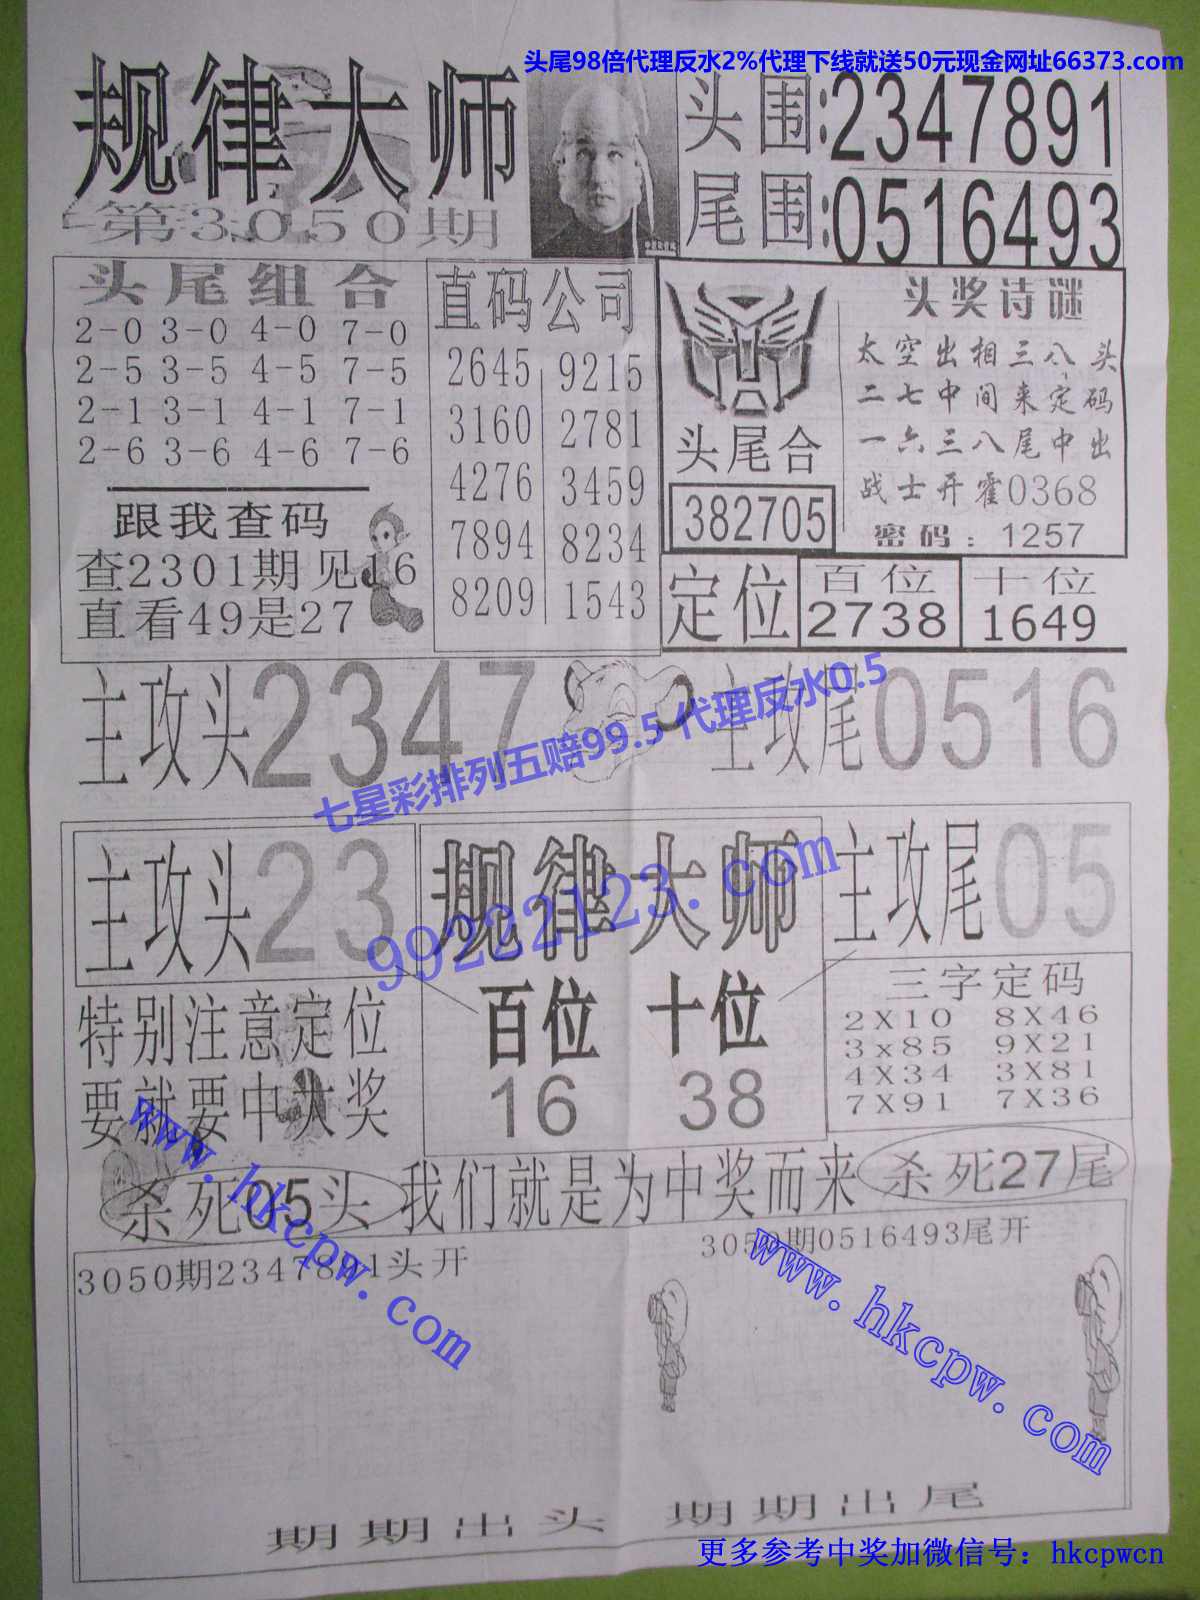 头尾98倍代理反水2%代理下线就送50元现金网址66373.com
规律大师
第3050期
头围:2347891
尾围:0516493
头尾组合
2-0 3-0 4-0 7-0
2-5 3-5 4-5 7-5
2-1 3-1 4-1 7-1
2-6 3-6 4-6 7-6
跟我查码
查2301期见16
直看49是27
直码公司
2645 9215
3160 2781
4276 3459
7894 8234
8209 1543
头尾合
382705
头奖诗谜
太空出相三八头
二七中间来定码
一六三八尾中出
战士开霍0368
密码:1257
定位
百位
2738
十位
1649
主攻头2347
主攻尾0516
七星彩排列五赔99.5 代理反水0.5
主攻头23
规律大师
主攻尾05
99222123.com
百位 十位
16 38
特别注意定位
要就要中大奖
三字定码
2X10 8X46
3x85 9X21
4X34 3X81
7X91 7X36
杀死05头
我们就是为中奖而来
杀死27尾
www.hkcpw.com
www.hkcpw.com
3050期2347891头开
3050期0516493尾开
期期出头 期期出尾
更多参考中奖加微信号：hkcpwcn